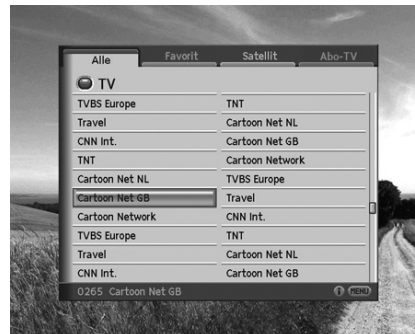 Alle Favorit Satellit Abo-TV
TV
TVBS Europe TNT
Travel Cartoon Net NL
CNN Int. Cartoon Net GB
TNT Cartoon Network
Cartoon Net NL TVBS Europe
Cartoon Net GB Travel
Cartoon Network CNN Int.
TVBS Europe TNT
Travel Cartoon Net NL
CNN Int. Cartoon Net GB
0265 Cartoon Net GB i MENU